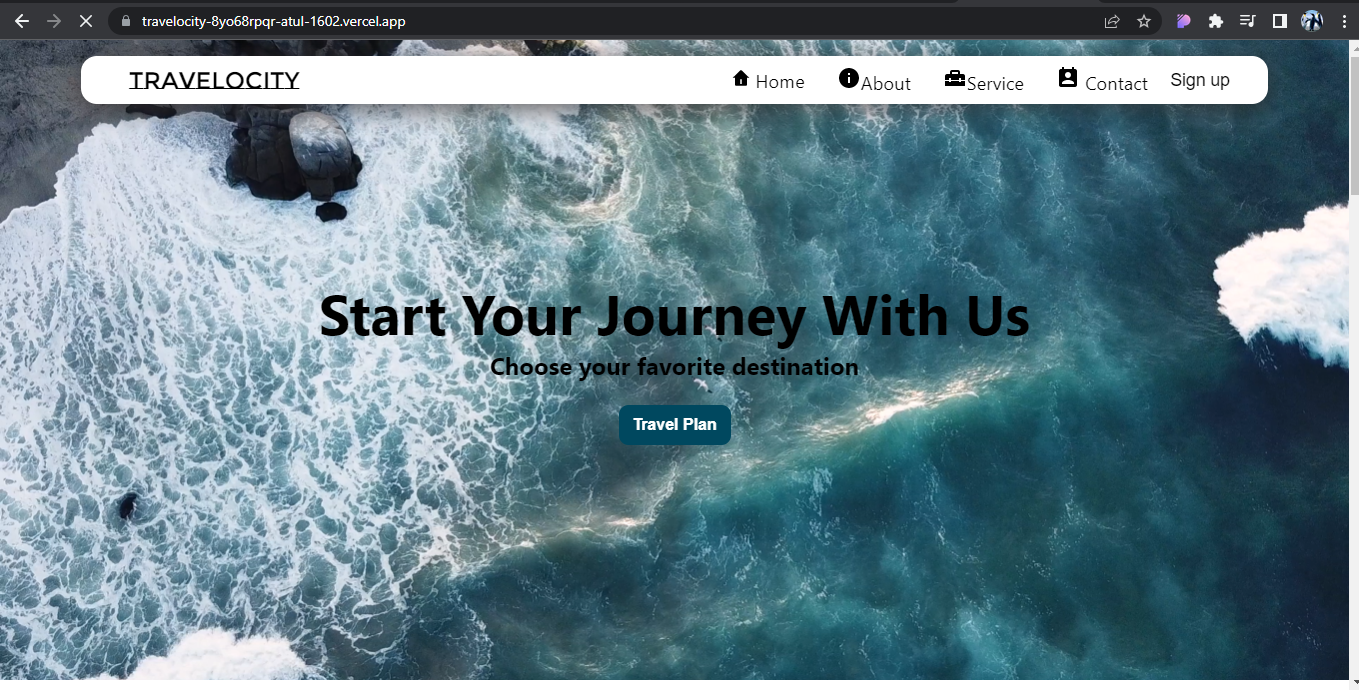 travelocity-8yo68rpqr-atul-1602.vercel.app
TRAVELOCITY Home About Service Contact Sign up
Start Your Journey With Us
Choose your favorite destination
Travel Plan